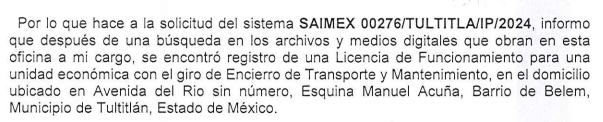 Por lo que hace a la solicitud del sistema SAIMEX 00276/TULTITLA/IP/2024, informo
que después de una búsqueda en los archivos y medios digitales que obran en esta
oficina a mi cargo, se encontró registro de una Licencia de Funcionamiento para una
unidad económica con el giro de Encierro de Transporte y Mantenimiento, en el domicilio
ubicado en Avenida del Rio sin número, Esquina Manuel Acuña, Barrio de Belem,
Municipio de Tultitlán, Estado de México.